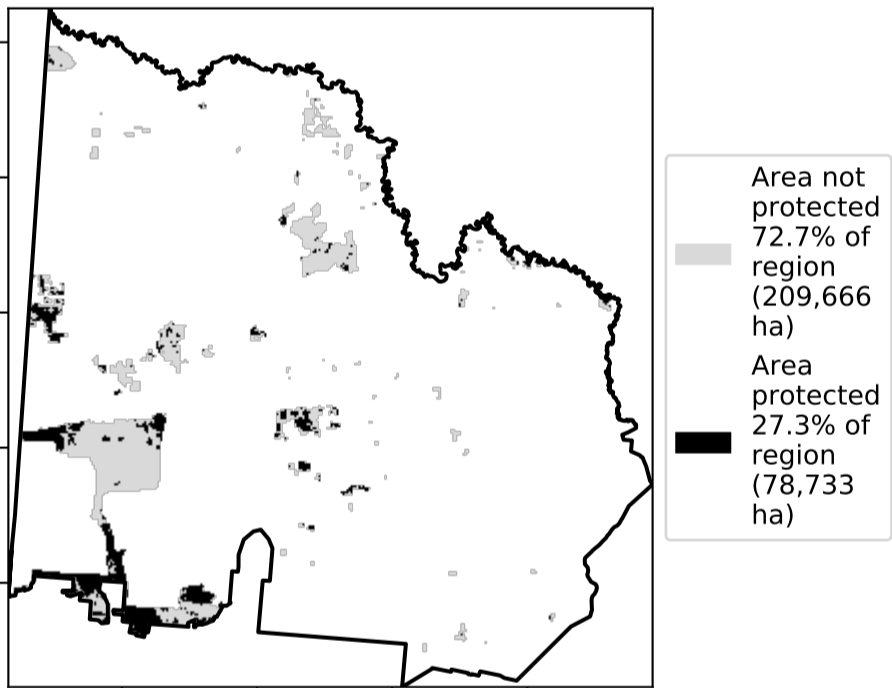 Area not
protected
72.7% of
region
(209,666
ha)
Area
protected
27.3% of
region
(78,733
ha)